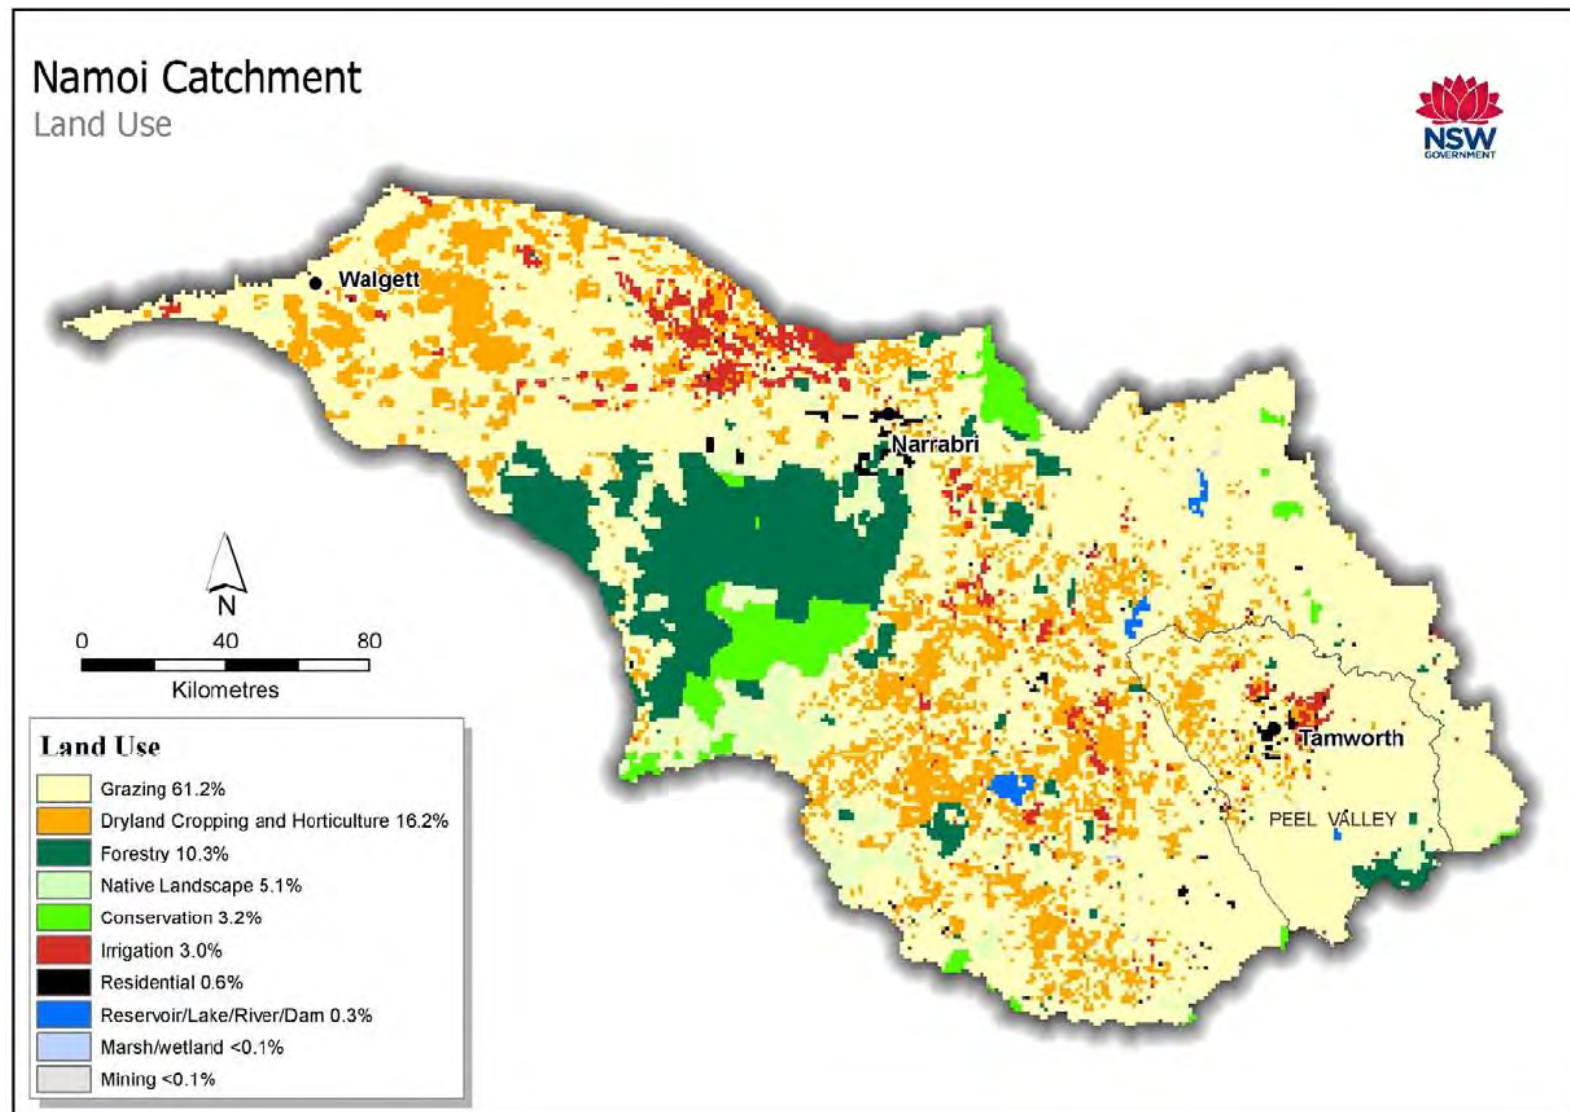 Namoi Catchment
Land Use
NSW
GOVERNMENT
Walgett
Narrabri
Tamworth
PEEL VALLEY
N
0 40 80
Kilometres
Land Use
Grazing 61.2%
Dryland Cropping and Horticulture 16.2%
Forestry 10.3%
Native Landscape 5.1%
Conservation 3.2%
Irrigation 3.0%
Residential 0.6%
Reservoir/Lake/River/Dam 0.3%
Marsh/wetland <0.1%
Mining <0.1%